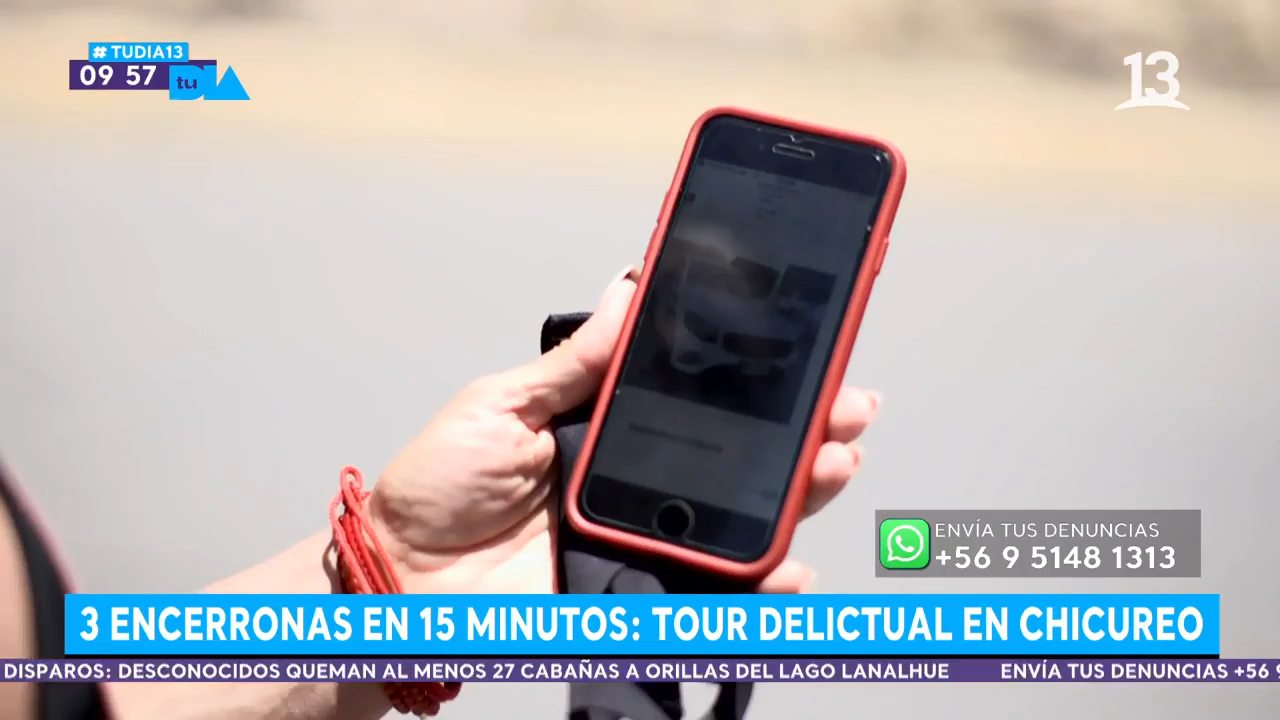 # TUDIA13
09 57
tu DIA
13
ENVÍA TUS DENUNCIAS
+56 9 5148 1313
3 ENCERRONAS EN 15 MINUTOS: TOUR DELICTUAL EN CHICUREO
DISPAROS: DESCONOCIDOS QUEMAN AL MENOS 27 CABAÑAS A ORILLAS DEL LAGO LANALHUE ENVÍA TUS DENUNCIAS +56 9